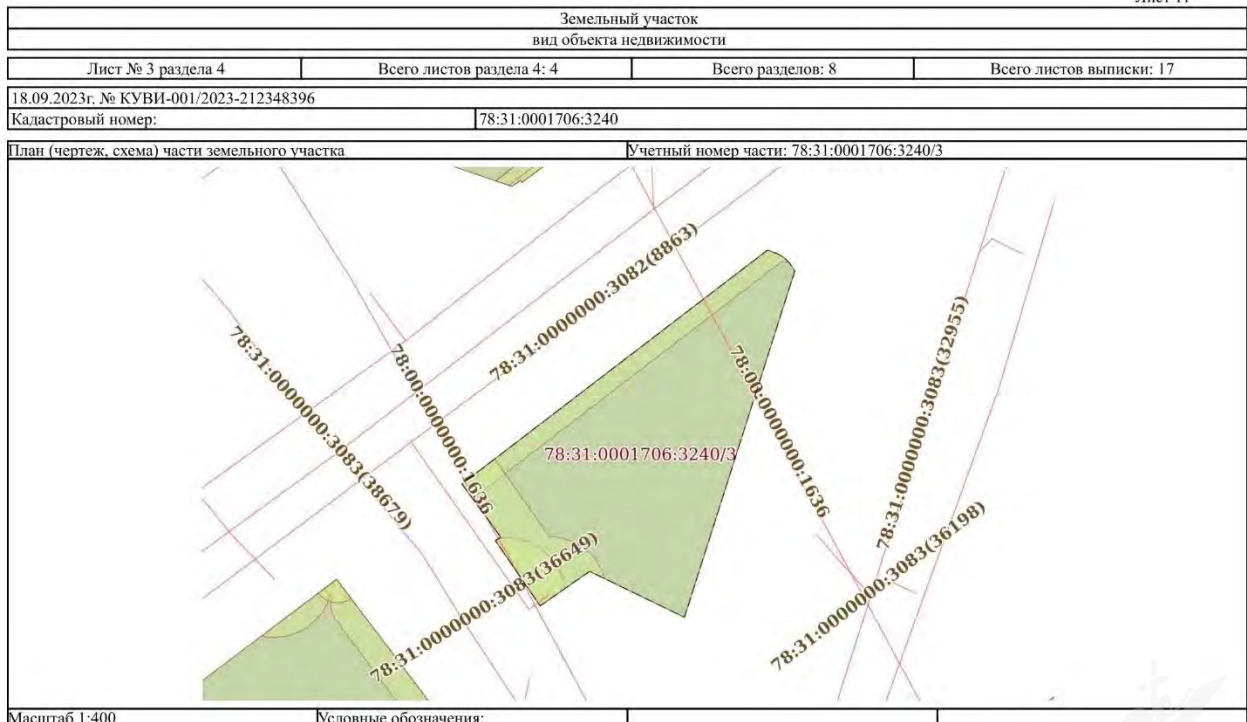 Земельный участок
вид объекта недвижимости
Лист № 3 раздела 4 Всего листов раздела 4: 4 Всего разделов: 8 Всего листов выписки: 17
18.09.2023г. № КУВИ-001/2023-212348396
Кадастровый номер: 78:31:0001706:3240
План (чертеж, схема) части земельного участка Учетный номер части: 78:31:0001706:3240/3
78:31:0000000:3082(8863)
78:31:0000000:3083(38679)
78:00:0000000:1636
78:00:0000000:1636
78:31:0000000:3083(32955)
78:31:0001706:3240/3
78:31:0000000:3083(36649)
78:31:0000000:3083(36198)
Масштаб 1:400 Условные обозначения: